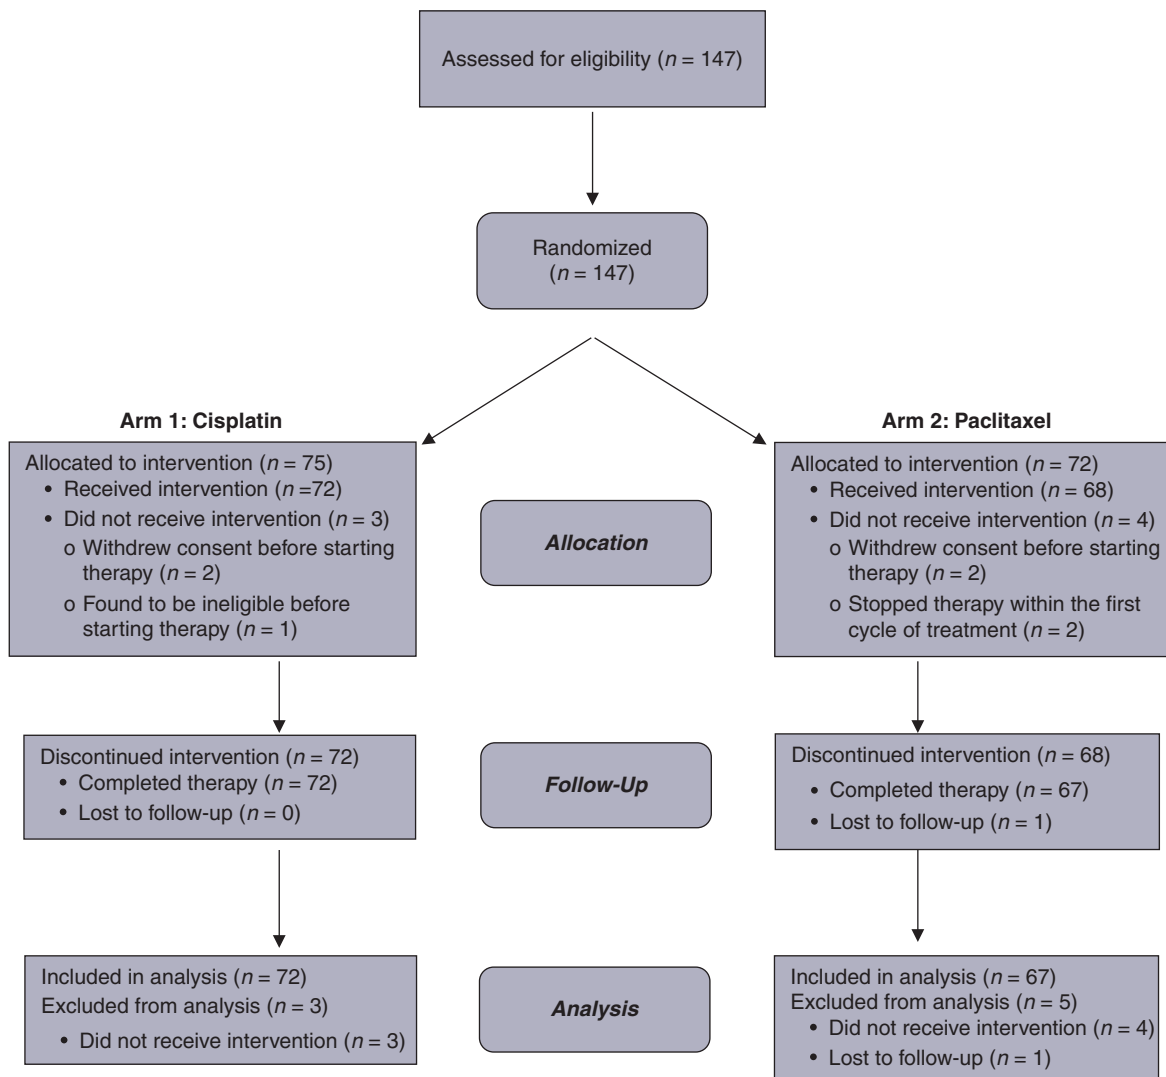 Assessed for eligibility (n = 147)
Randomized
(n = 147)
Arm 1: Cisplatin
Allocated to intervention (n = 75)
• Received intervention (n =72)
• Did not receive intervention (n = 3)
o Withdrew consent before starting
therapy (n = 2)
o Found to be ineligible before
starting therapy (n = 1)
Allocation
Arm 2: Paclitaxel
Allocated to intervention (n = 72)
• Received intervention (n = 68)
• Did not receive intervention (n = 4)
o Withdrew consent before starting
therapy (n = 2)
o Stopped therapy within the first
cycle of treatment (n = 2)
Discontinued intervention (n = 72)
• Completed therapy (n = 72)
• Lost to follow-up (n = 0)
Follow-Up
Discontinued intervention (n = 68)
• Completed therapy (n = 67)
• Lost to follow-up (n = 1)
Included in analysis (n = 72)
Excluded from analysis (n = 3)
• Did not receive intervention (n = 3)
Analysis
Included in analysis (n = 67)
Excluded from analysis (n = 5)
• Did not receive intervention (n = 4)
• Lost to follow-up (n = 1)